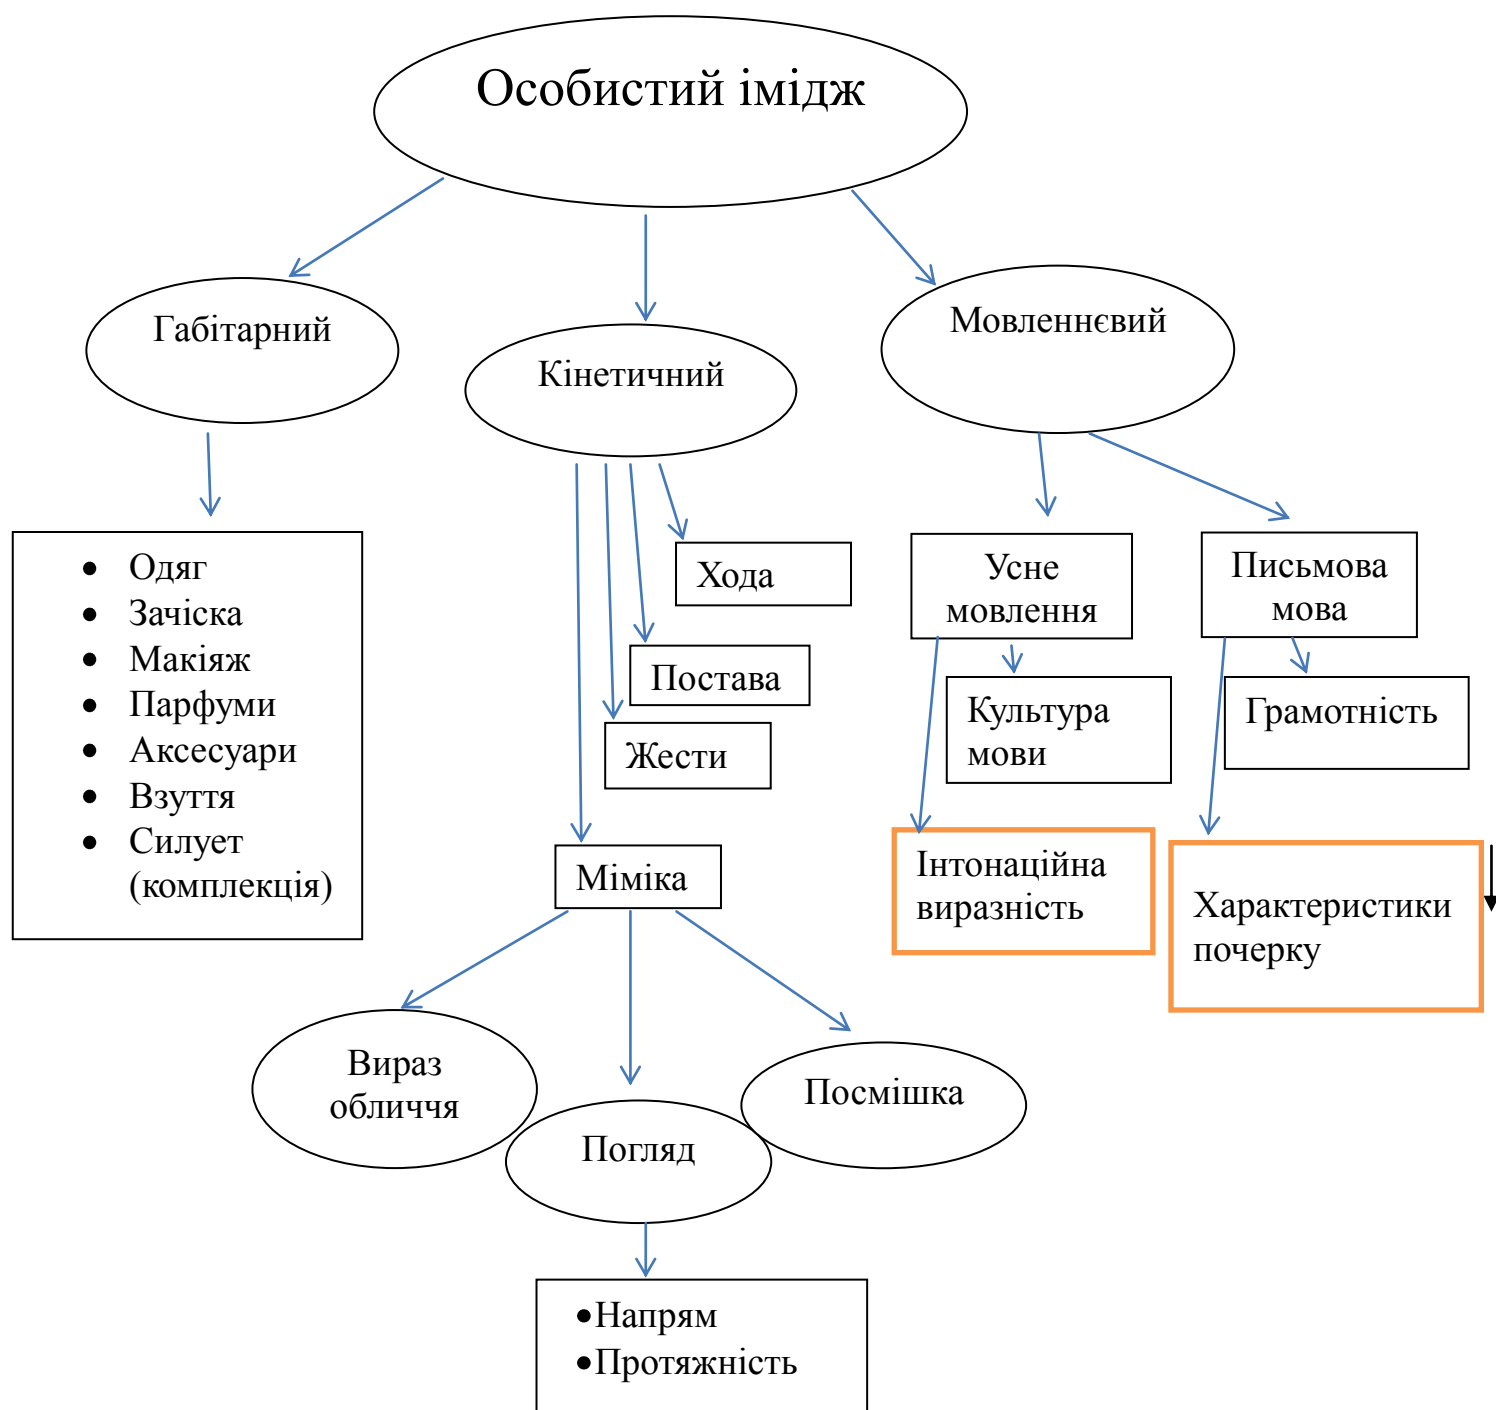 Особистий імідж
Габітарний
Кінетичний
Мовленнєвий
• Одяг
• Зачіска
• Макіяж
• Парфуми
• Аксесуари
• Взуття
• Силует
(комплекція)
Хода
Постава
Жести
Міміка
Усне
мовлення
Письмова
мова
Культура
мови
Грамотність
Інтонаційна
виразність
Характеристики
почерку
Вираз
обличчя
Погляд
Посмішка
•Напрям
•Протяжність